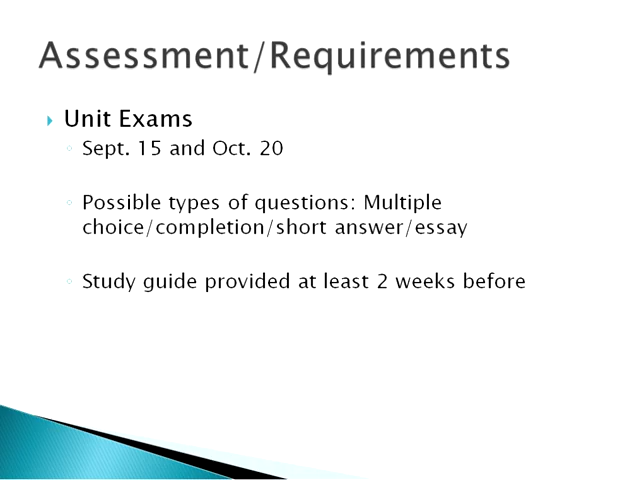 Assessment/Requirements
Unit Exams
Sept. 15 and Oct. 20
Possible types of questions: Multiple
choice/completion/short answer/essay
Study guide provided at least 2 weeks before